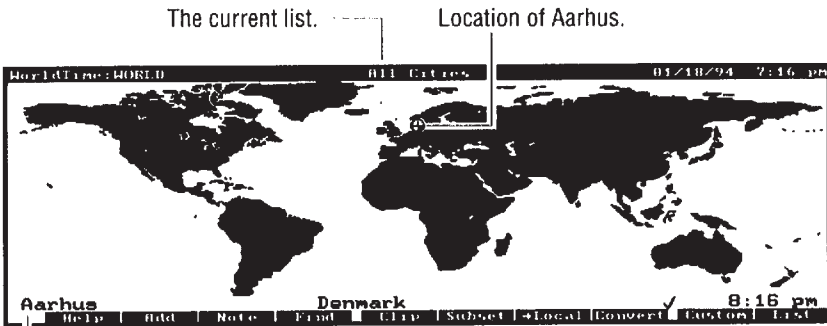 The current list. Location of Aarhus.
WorldTime:WORLD All Cities 01/18/94 7:16 pm
Aarhus Denmark ✓ 8:16 pm
Help Add Note Find Clip Subset →Local Convert Custom List